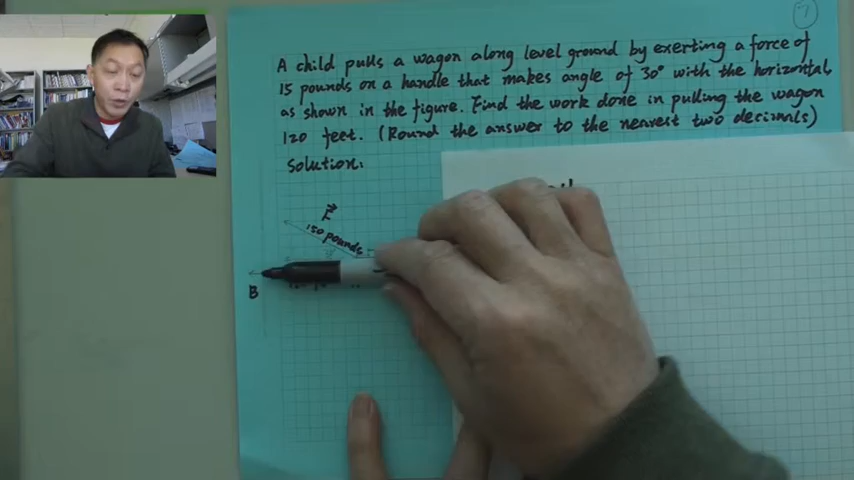 7
A child pulls a wagon along level ground by exerting a force of
15 pounds on a handle that makes angle of 30° with the horizontal,
as shown in the figure. Find the work done in pulling the wagon
120 feet. (Round the answer to the nearest two decimals)
solution:
F
150 pounds
B